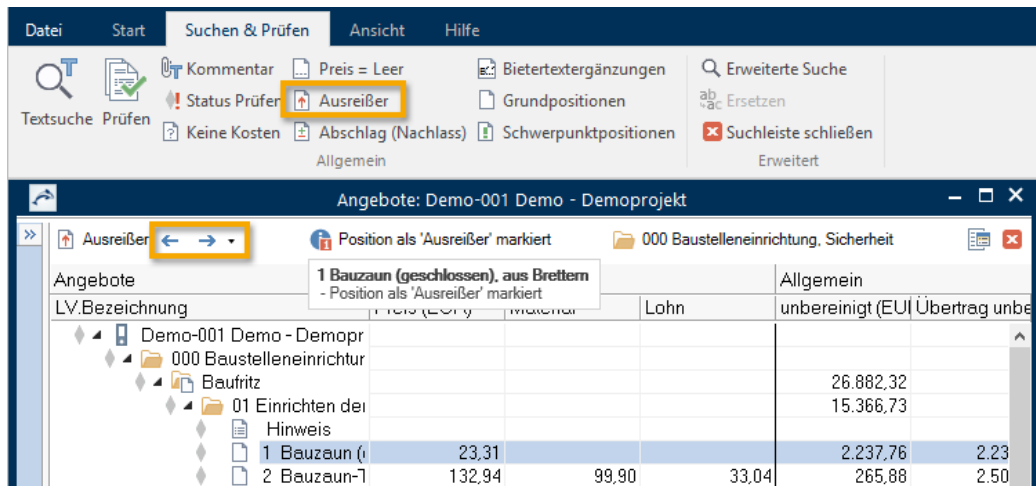 Datei Start Suchen & Prüfen Ansicht Hilfe
Textsuche Prüfen
Kommentar Preis = Leer Bietertextergänzungen Erweiterte Suche
Status Prüfen Ausreißer Grundpositionen Ersetzen
Keine Kosten Abschlag (Nachlass) Schwerpunktpositionen Suchleiste schließen
Allgemein Erweitert
Angebote: Demo-001 Demo - Demoprojekt
Ausreißer Position als 'Ausreißer' markiert 000 Baustelleneinrichtung, Sicherheit
1 Bauzaun (geschlossen), aus Brettern
- Position als 'Ausreißer' markiert
Angebote Allgemein
LV.Bezeichnung Preis (EUR) Material Lohn unbereinigt (EUI Übertrag unbe
Demo-001 Demo - Demopr
000 Baustelleneinrichtur
Baufritz 26.882,32
01 Einrichten der 15.366,73
Hinweis
1 Bauzaun ( 23,31 2.237,76 2.23
2 Bauzaun-T 132,94 99,90 33,04 265,88 2.50